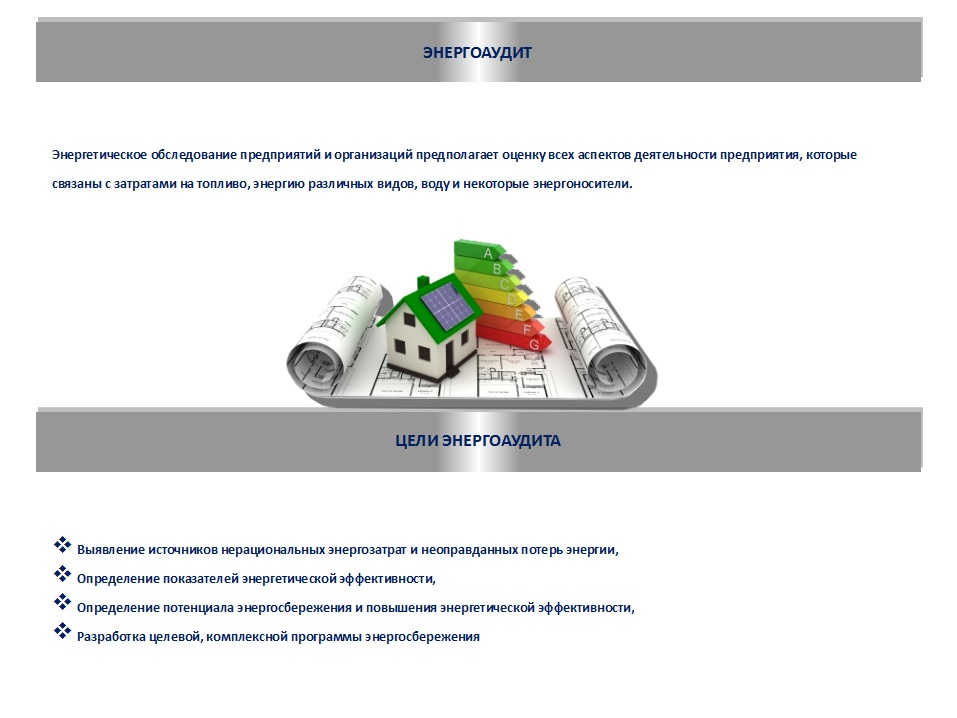 ЭНЕРГОАУДИТ
Энергетическое обследование предприятий и организаций предполагает оценку всех аспектов деятельности предприятия, которые
связаны с затратами на топливо, энергию различных видов, воду и некоторые энергоносители.
A
B
C
D
E
F
G
ЦЕЛИ ЭНЕРГОАУДИТА
Выявление источников нерациональных энергозатрат и неоправданных потерь энергии,
Определение показателей энергетической эффективности,
Определение потенциала энергосбережения и повышения энергетической эффективности,
Разработка целевой, комплексной программы энергосбережения